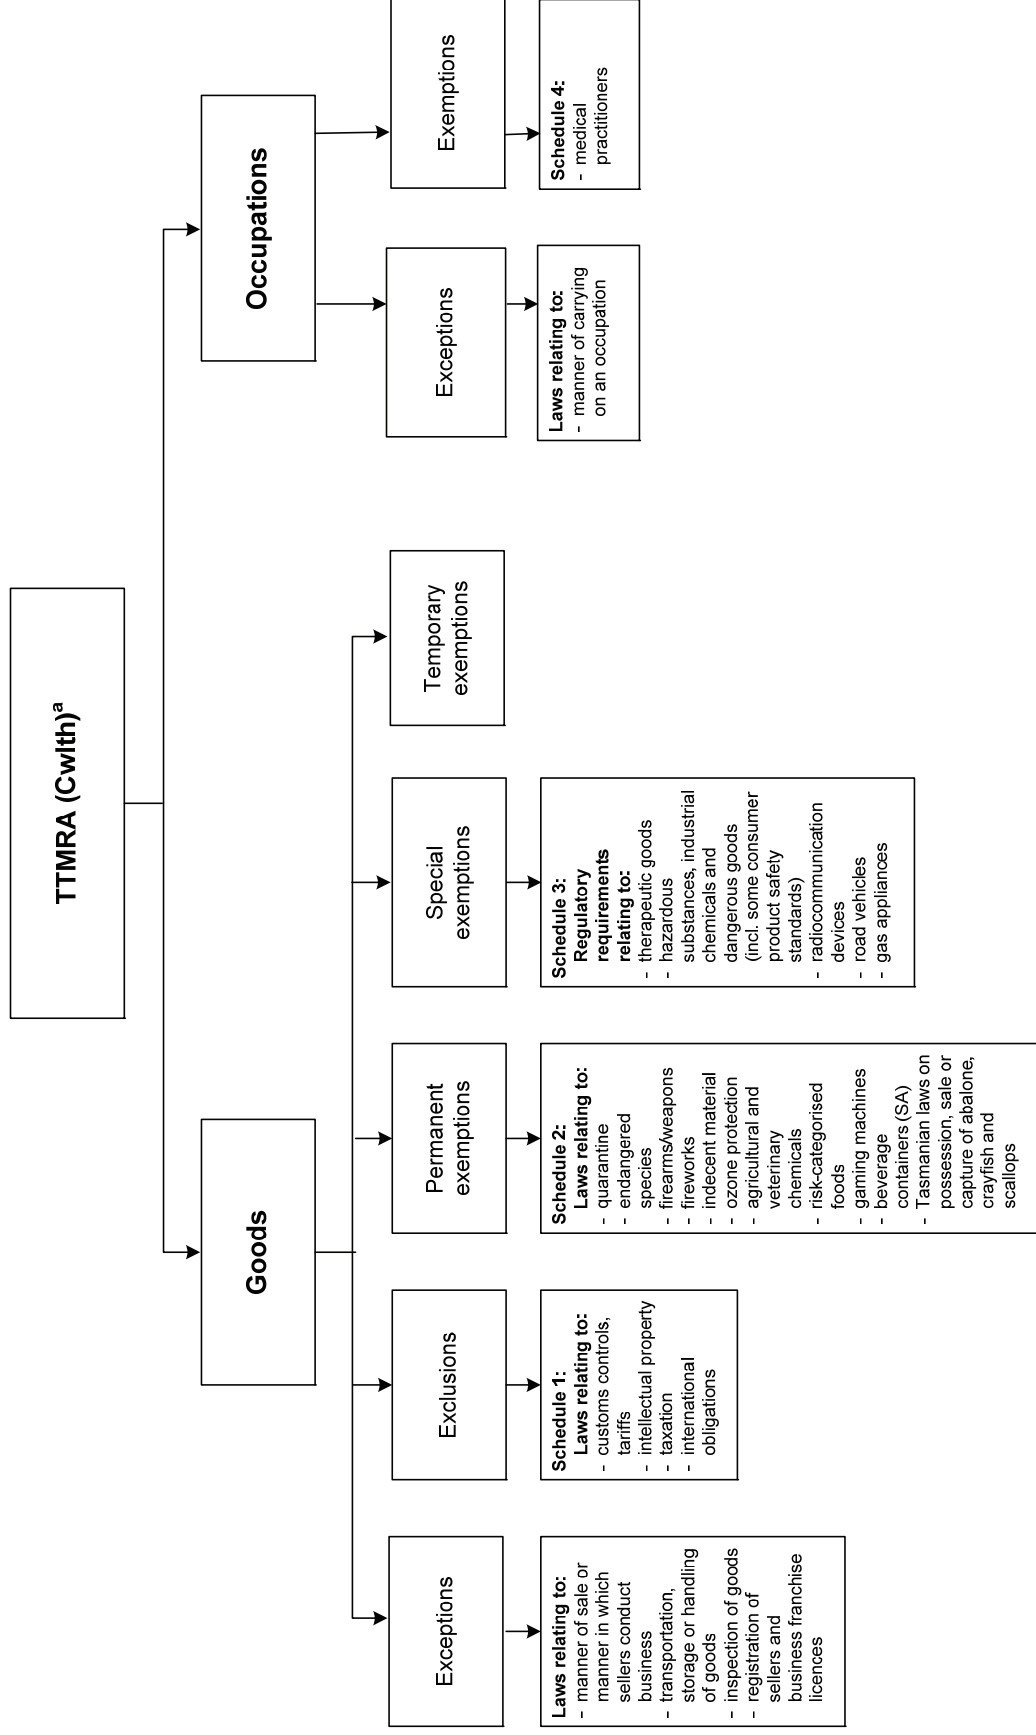 TTMRA (Cwlth)a
Goods
Occupations
Exceptions
Exclusions
Permanent
exemptions
Special
exemptions
Temporary
exemptions
Exceptions
Exemptions
Laws relating to:
- manner of sale or
manner in which
sellers conduct
business
- transportation,
storage or handling
of goods
- inspection of goods
- registration of
sellers and
business franchise
licences
Schedule 1:
Laws relating to:
- customs controls,
tariffs
- intellectual property
- taxation
- international
obligations
Schedule 2:
Laws relating to:
- quarantine
- endangered
species
- firearms/weapons
- fireworks
- indecent material
- ozone protection
- agricultural and
veterinary
chemicals
- risk-categorised
foods
- gaming machines
- beverage
containers (SA)
- Tasmanian laws on
possession, sale or
capture of abalone,
crayfish and
scallops
Schedule 3:
Regulatory
requirements
relating to:
- therapeutic goods
- hazardous
substances, industrial
chemicals and
dangerous goods
(incl. some consumer
product safety
standards)
- radiocommunication
devices
- road vehicles
- gas appliances
Laws relating to:
- manner of carrying
on an occupation
Schedule 4:
- medical
practitioners